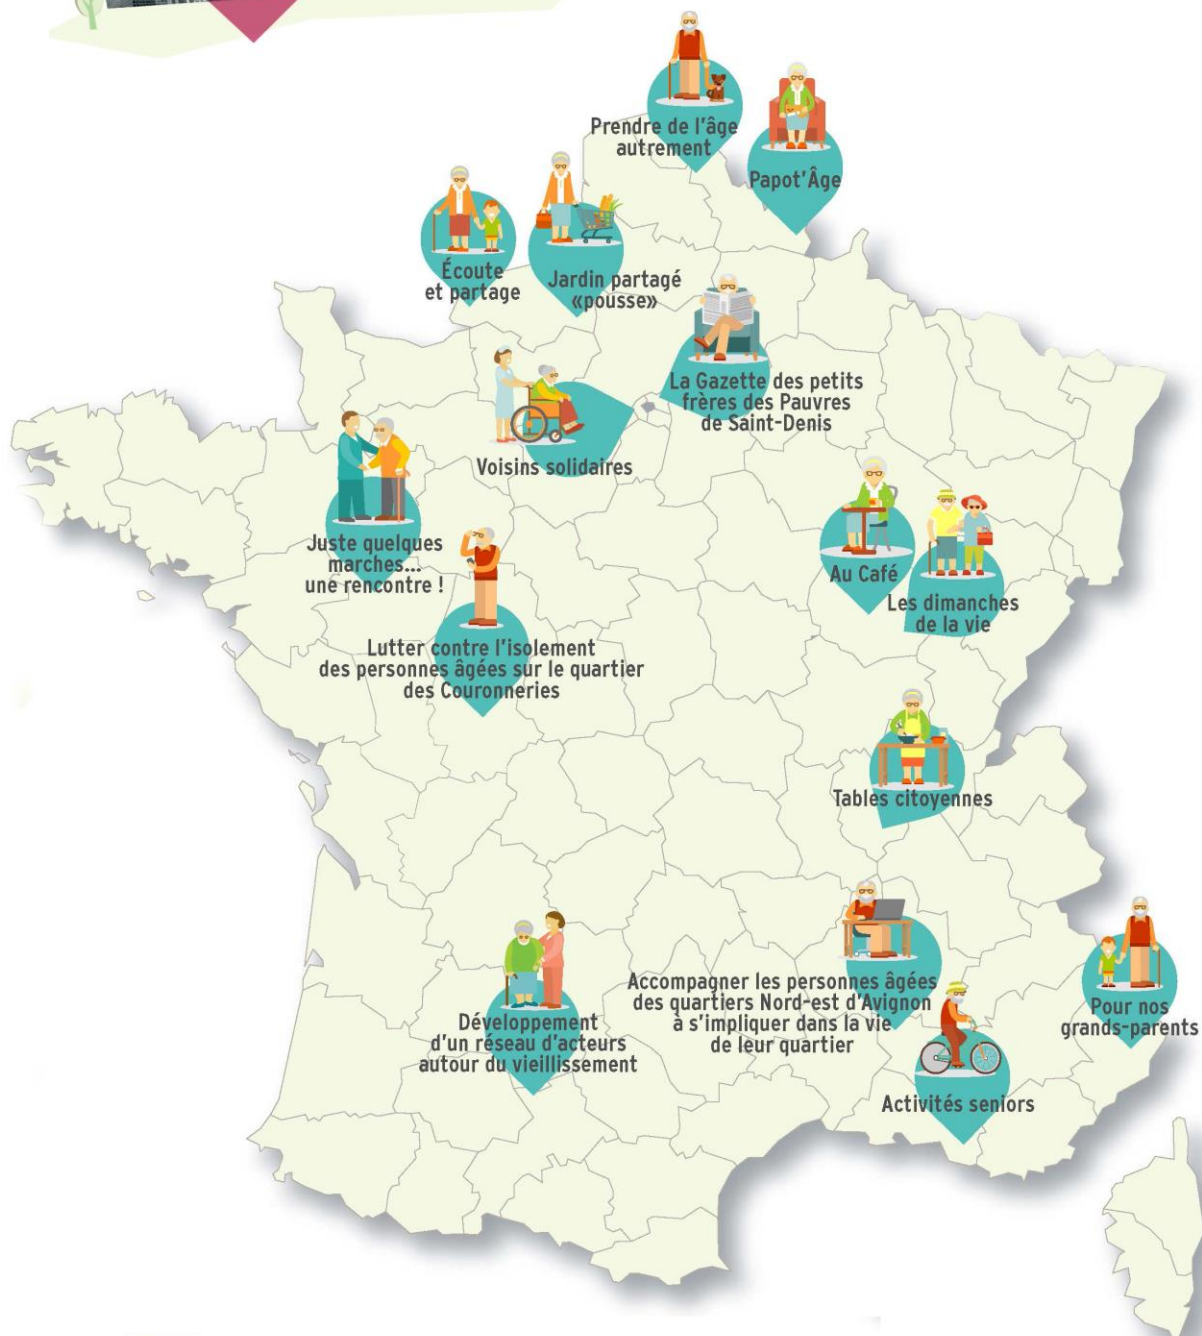 Prendre de l'âge
autrement
Papot'Âge
Écoute
et partage
Jardin partagé
«pousse»
La Gazette des petits
frères des Pauvres
de Saint-Denis
Voisins solidaires
Juste quelques
marches...
une rencontre !
Au Café
Les dimanches
de la vie
Lutter contre l'isolement
des personnes âgées sur le quartier
des Couronneries
Tables citoyennes
Accompagner les personnes âgées
des quartiers Nord-est d'Avignon
à s'impliquer dans la vie
de leur quartier
Pour nos
grands-parents
Développement
d'un réseau d'acteurs
autour du vieillissement
Activités seniors